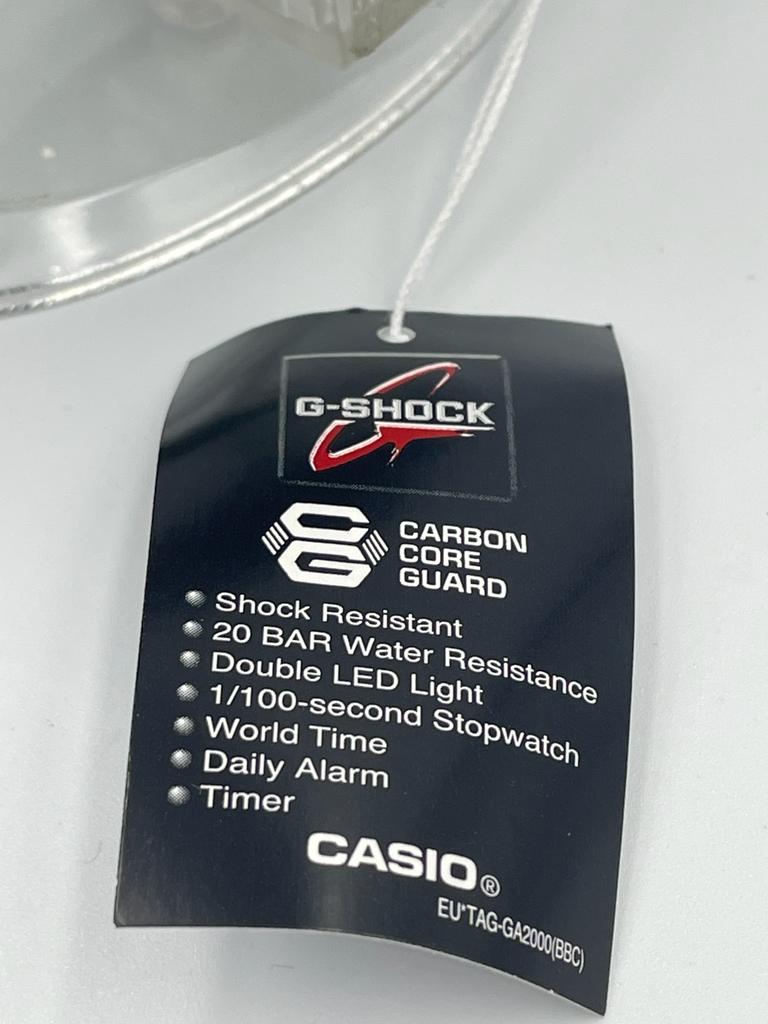 G-SHOCK
CG
CARBON
CORE
GUARD
Shock Resistant
20 BAR Water Resistance
Double LED Light
1/100-second Stopwatch
World Time
Daily Alarm
Timer
CASIO®
EU*TAG-GA2000(BBC)